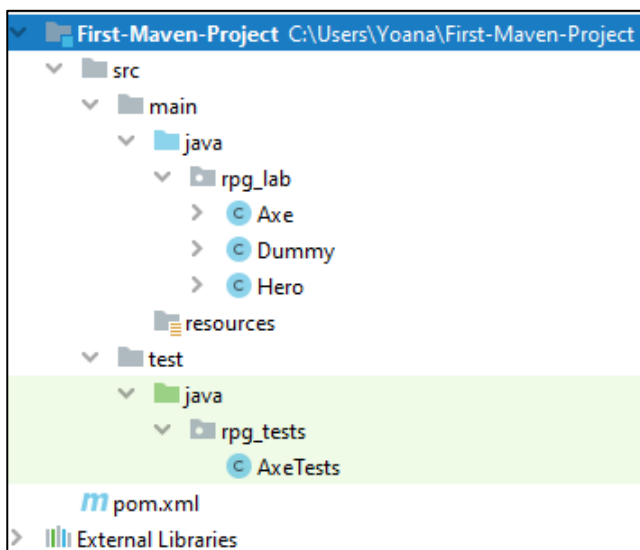 First-Maven-Project C:\Users\Yoana\First-Maven-Project
src
main
java
rpg_lab
C Axe
C Dummy
C Hero
resources
test
java
rpg_tests
C AxeTests
m pom.xml
External Libraries